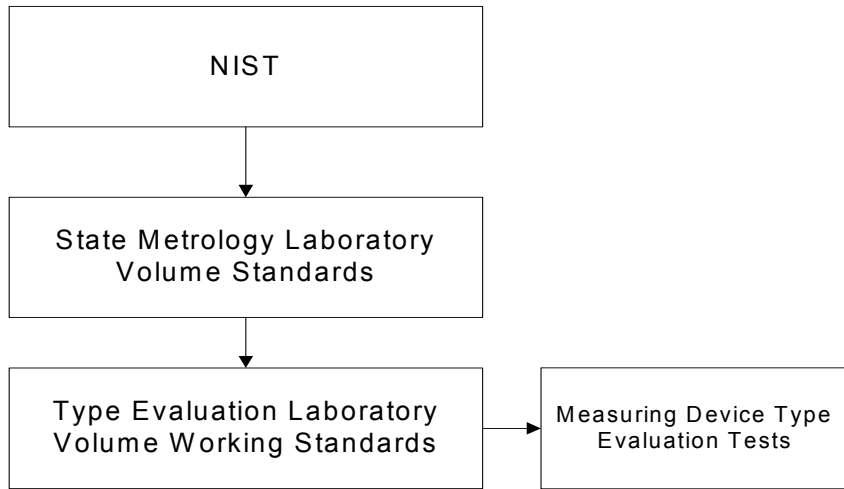 NIST
State Metrology Laboratory
Volume Standards
Type Evaluation Laboratory
Volume Working Standards
Measuring Device Type
Evaluation Tests